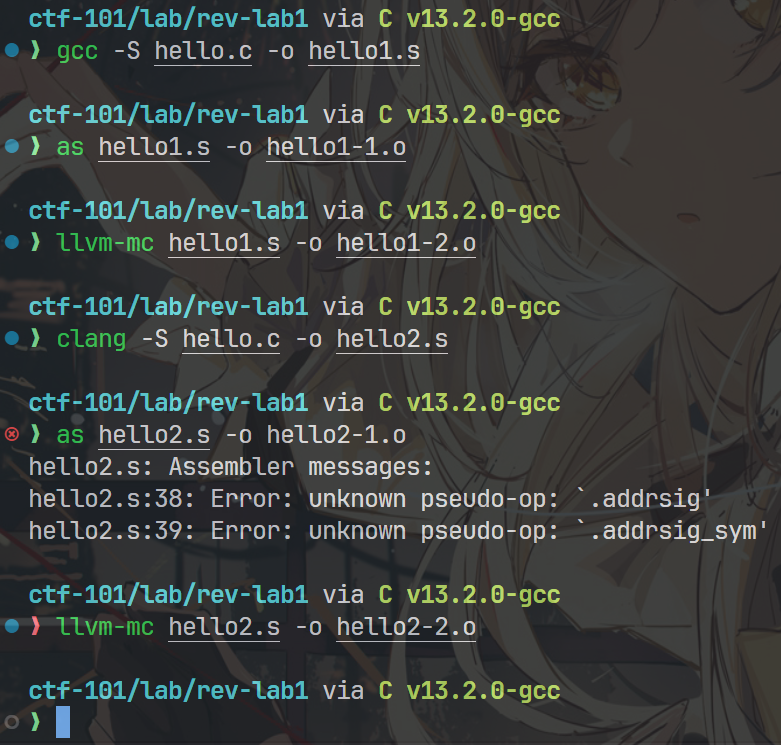 ctf-101/lab/rev-lab1 via C v13.2.0-gcc
❯ gcc -S hello.c -o hello1.s
ctf-101/lab/rev-lab1 via C v13.2.0-gcc
❯ as hello1.s -o hello1-1.o
ctf-101/lab/rev-lab1 via C v13.2.0-gcc
❯ llvm-mc hello1.s -o hello1-2.o
ctf-101/lab/rev-lab1 via C v13.2.0-gcc
❯ clang -S hello.c -o hello2.s
ctf-101/lab/rev-lab1 via C v13.2.0-gcc
❯ as hello2.s -o hello2-1.o
hello2.s: Assembler messages:
hello2.s:38: Error: unknown pseudo-op: `.addrsig'
hello2.s:39: Error: unknown pseudo-op: `.addrsig_sym'
ctf-101/lab/rev-lab1 via C v13.2.0-gcc
❯ llvm-mc hello2.s -o hello2-2.o
ctf-101/lab/rev-lab1 via C v13.2.0-gcc
❯